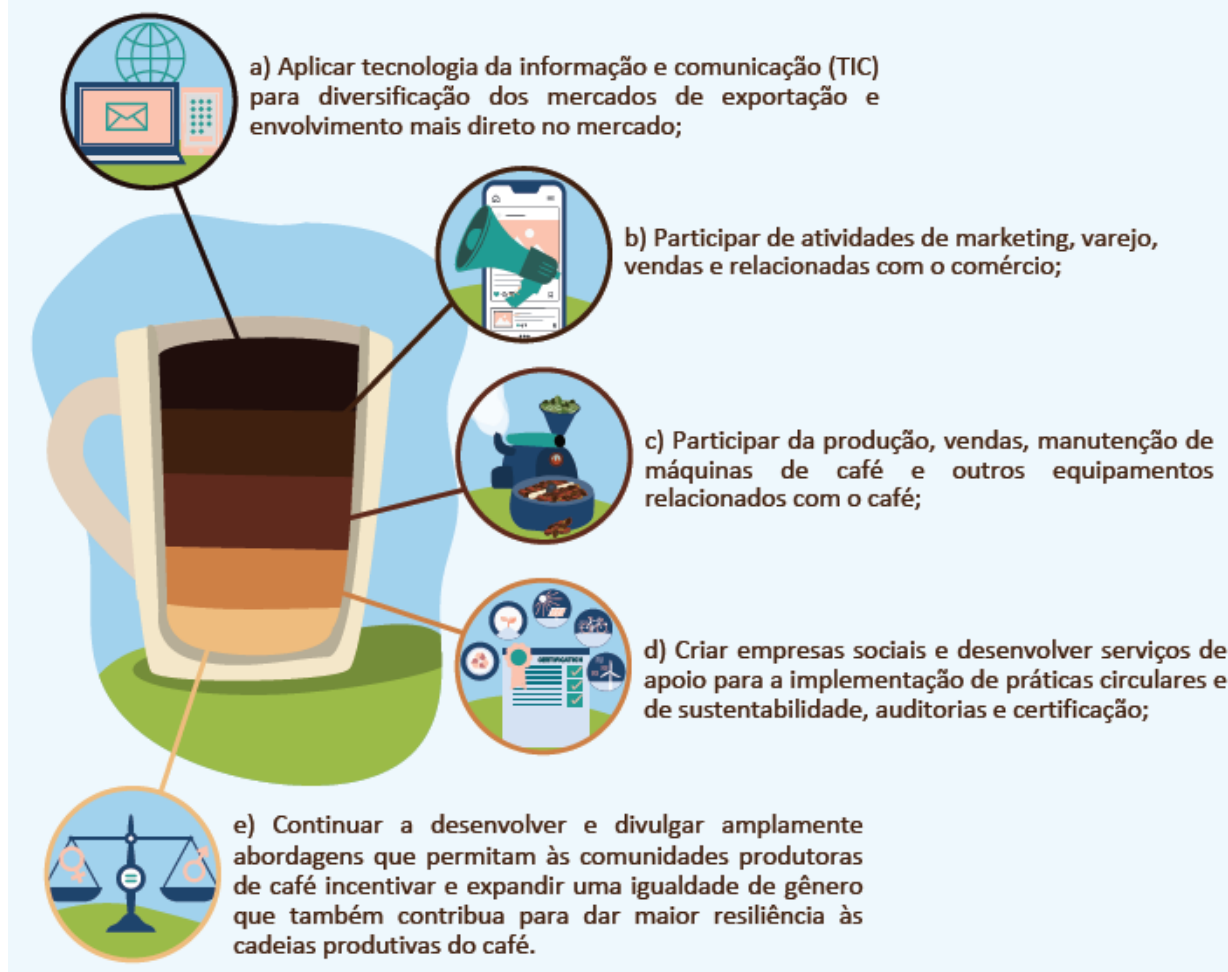 a) Aplicar tecnologia da informação e comunicação (TIC)
para diversificação dos mercados de exportação e
envolvimento mais direto no mercado;
b) Participar de atividades de marketing, varejo,
vendas e relacionadas com o comércio;
c) Participar da produção, vendas, manutenção de
máquinas de café e outros equipamentos
relacionados com o café;
CERTIFICATION
d) Criar empresas sociais e desenvolver serviços de
apoio para a implementação de práticas circulares e
de sustentabilidade, auditorias e certificação;
e) Continuar a desenvolver e divulgar amplamente
abordagens que permitam às comunidades produtoras
de café incentivar e expandir uma igualdade de gênero
que também contribua para dar maior resiliência às
cadeias produtivas do café.